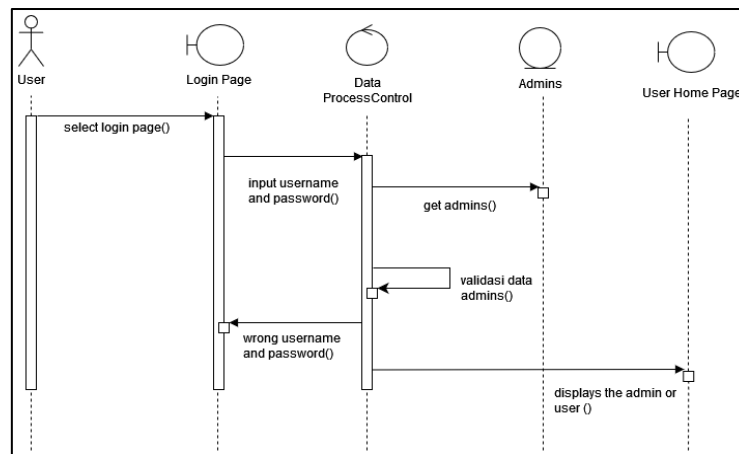 User
Login Page
Data
ProcessControl
Admins
User Home Page
select login page()
input username
and password()
get admins()
validasi data
admins()
wrong username
and password()
displays the admin or
user ()